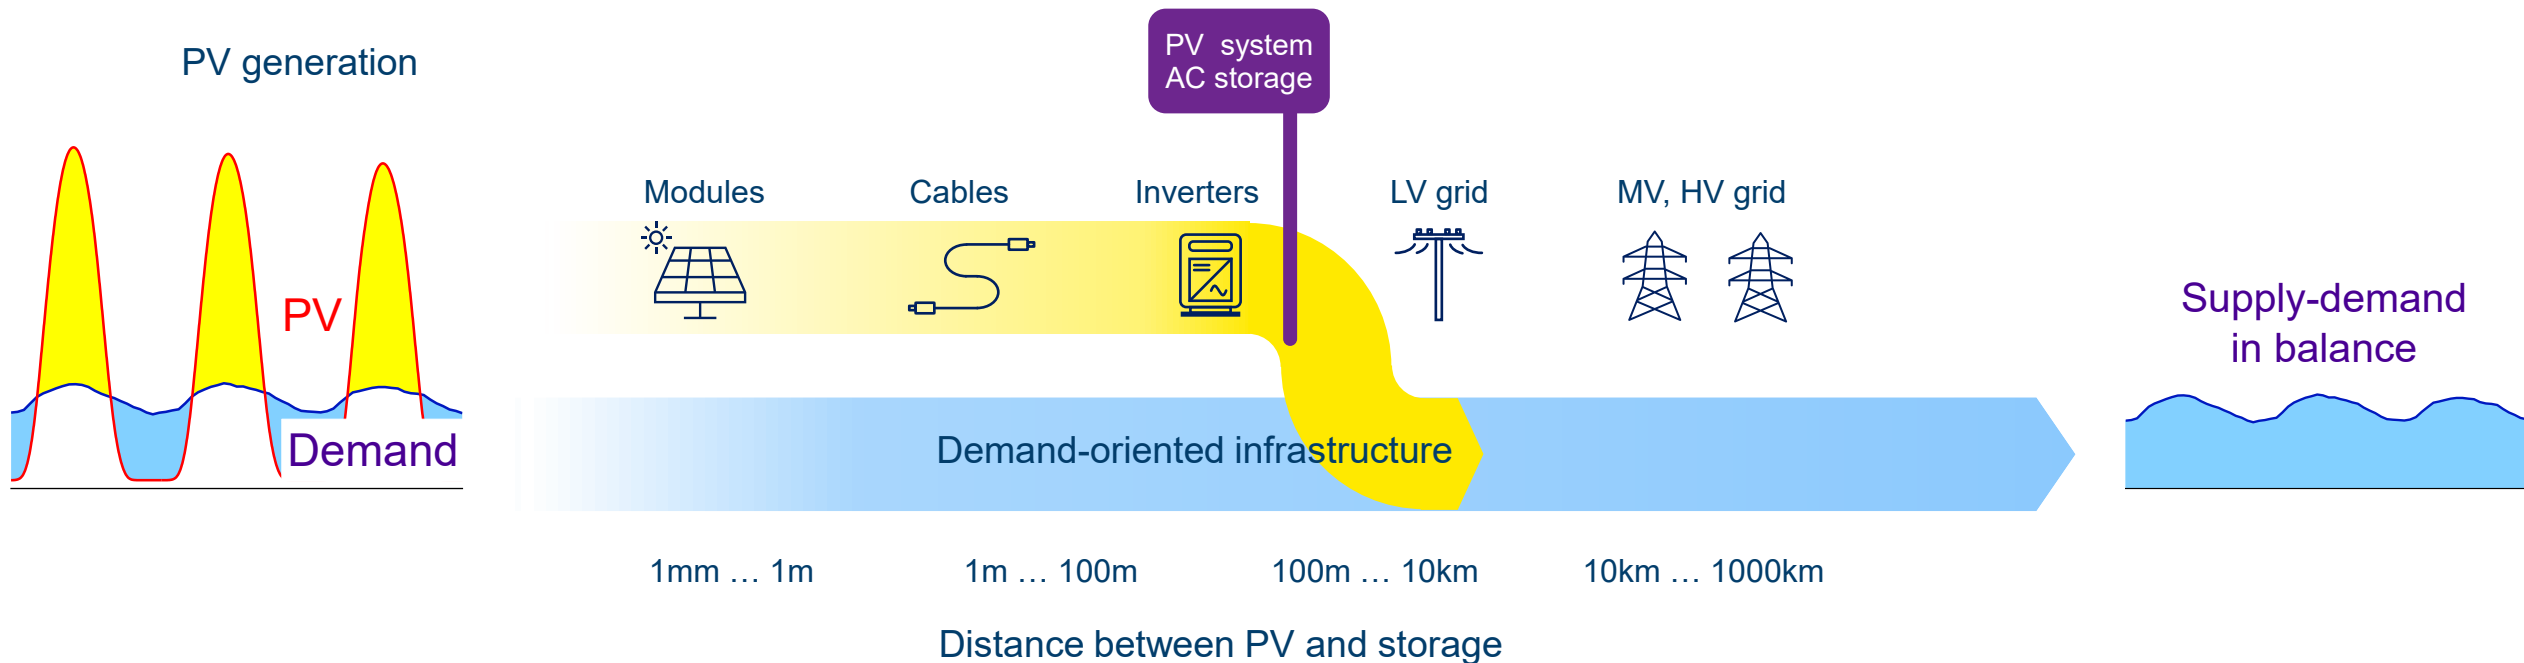 PV generation
PV system
AC storage
Modules
Cables
Inverters
LV grid
MV, HV grid
PV
Demand
Supply-demand
in balance
Demand-oriented infrastructure
1mm … 1m
1m … 100m
100m … 10km
10km … 1000km
Distance between PV and storage